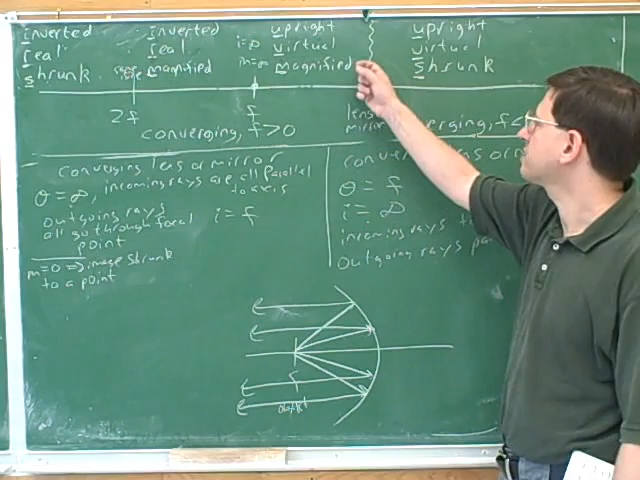 inverted
real
shrunk
inverted
real
magnified
i=∞
m=∞
upright
virtual
magnified
upright
virtual
shrunk
2f
f
converging, f>0
lens
mirror
erging, f<
converging lens or mirror
o = ∞, incoming rays are all parallel
to axis
outgoing rays
all go through focal
point
i = f
m=0 => image shrunk
to a point
o = f
i = ∞
incoming rays
outgoing rays pa
f
object